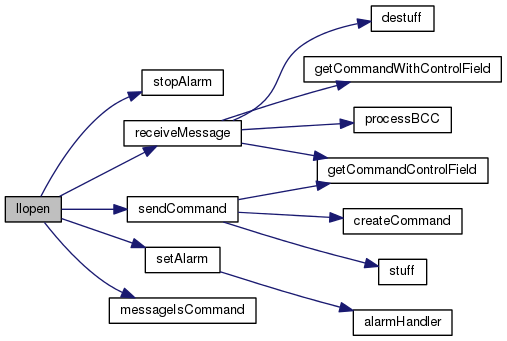 destuff
getCommandWithControlField
stopAlarm
processBCC
receiveMessage
getCommandControlField
llopen
sendCommand
createCommand
setAlarm
stuff
messageIsCommand
alarmHandler